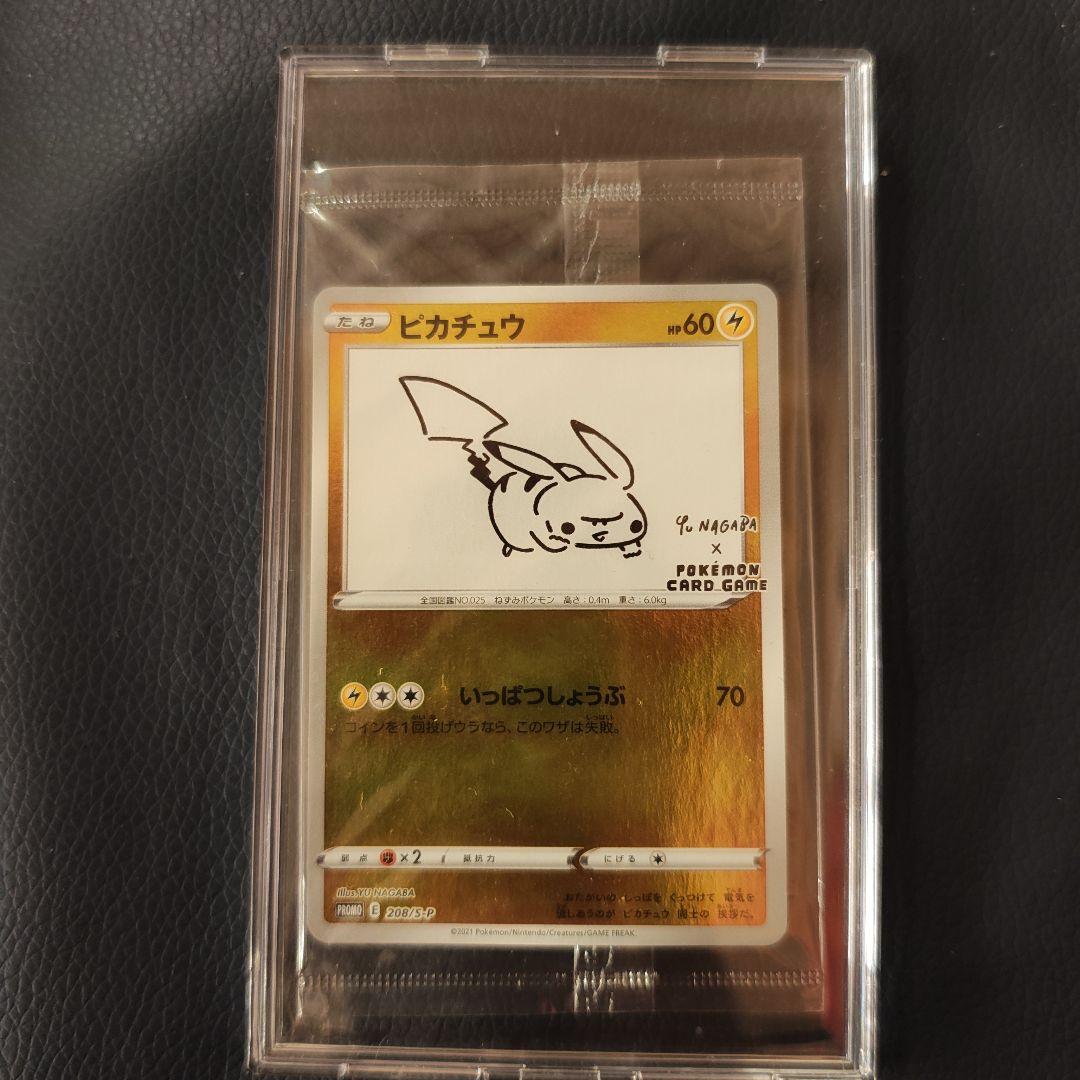 たね ピカチュウ HP60
Yu NAGABA
×
POKÉMON
CARD GAME
全国図鑑NO.025 ねずみポケモン 高さ:0.4m 重さ:6.0kg
いっぱつしょうぶ 70
コインを1回投げウラなら、このワザは失敗。
弱点 ×2 抵抗力 にげる
illus.YU NAGABA
PROMO E 208/S-P
おたがいの しっぽを くっつけて 電気を
流しあうのが ピカチュウ 同士の 挨拶だ。
©2021 Pokémon/Nintendo/Creatures/GAME FREAK.